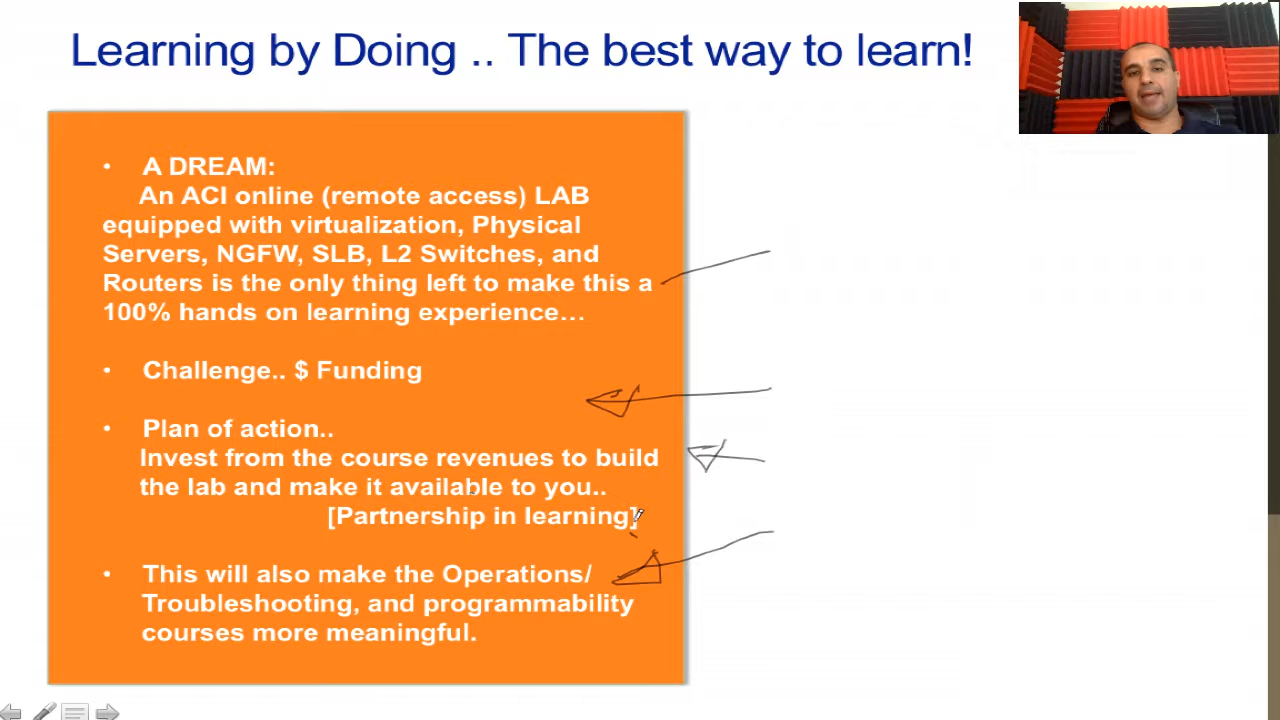 Learning by Doing .. The best way to learn!
• A DREAM:
An ACI online (remote access) LAB
equipped with virtualization, Physical
Servers, NGFW, SLB, L2 Switches, and
Routers is the only thing left to make this a
100% hands on learning experience…
• Challenge.. $ Funding
• Plan of action..
Invest from the course revenues to build
the lab and make it available to you..
[Partnership in learning]
• This will also make the Operations/
Troubleshooting, and programmability
courses more meaningful.